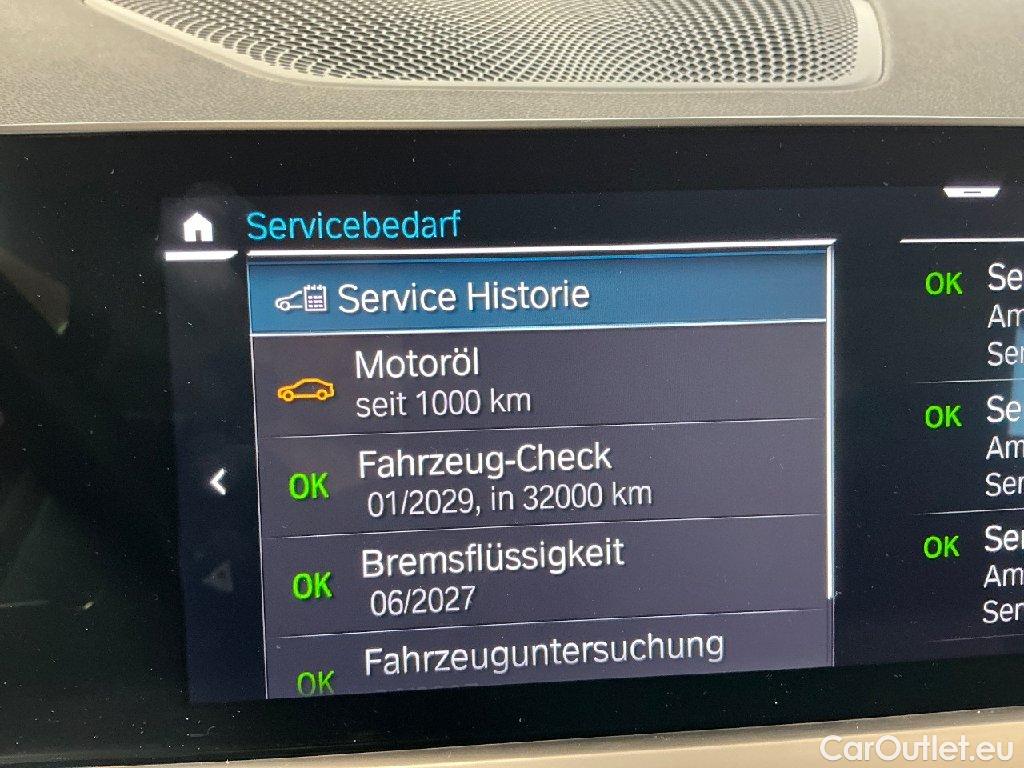 Servicebedarf
Service Historie
Motoröl
seit 1000 km
OK
Fahrzeug-Check
01/2029, in 32000 km
OK
Bremsflüssigkeit
06/2027
OK
Fahrzeuguntersuchung
OK
OK
OK
CarOutlet.eu